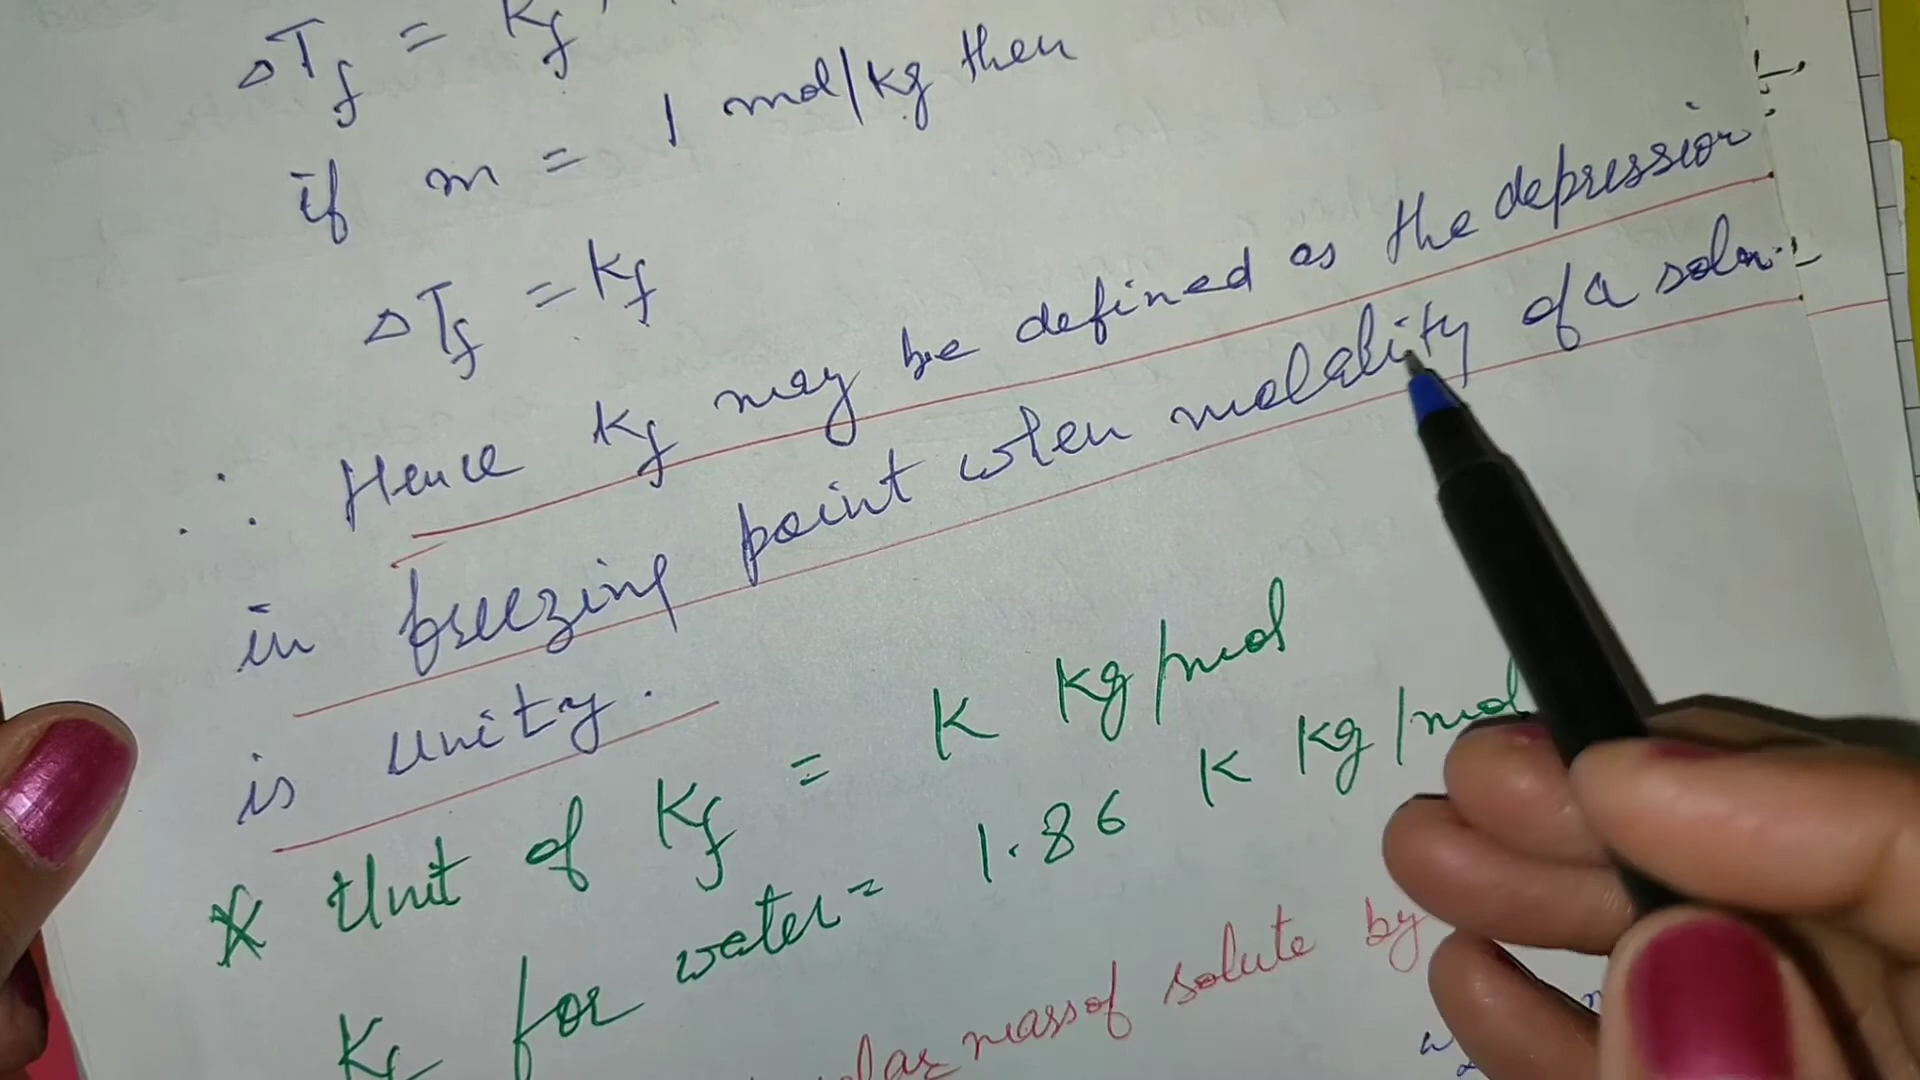 ΔTf = Kf
if m = 1 mol/kg then
ΔTf = Kf
∴ Hence Kf may be defined as the depression
in freezing point when molality of a soln.
is unity.
* Unit of Kf = K Kg/mol
Kf for water = 1.86 K Kg/mol
mass of solute by